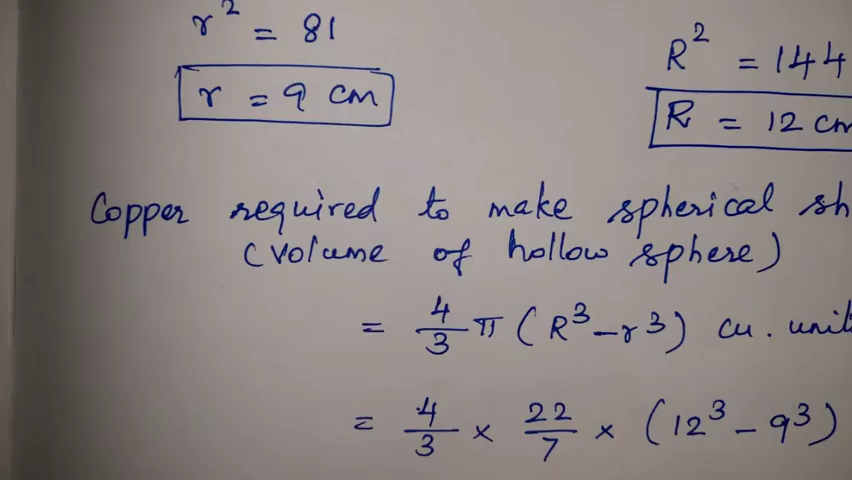 r² = 81
r = 9 cm
R² = 144
R = 12 cm
Copper required to make spherical
(volume of hollow sphere)
= 4/3 π (R³ - r³) cu.
= 4/3 × 22/7 × (12³ - 9³)